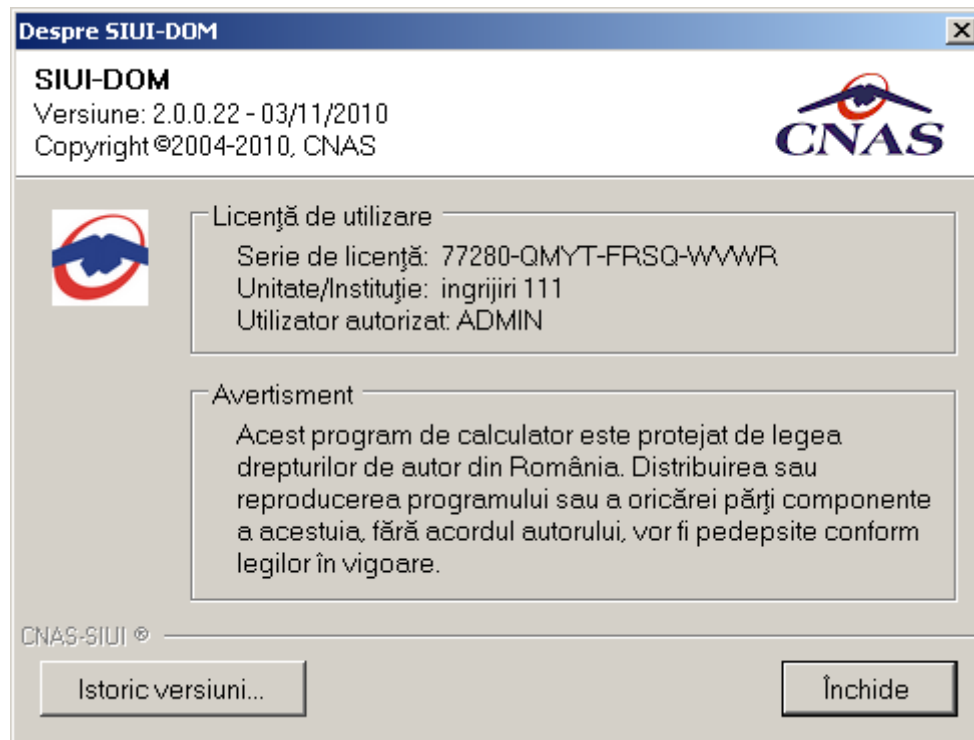 Despre SIUI-DOM
SIUI-DOM
Versiune: 2.0.0.22 - 03/11/2010
Copyright ©2004-2010, CNAS
CNAS
Licenţă de utilizare
Serie de licenţă: 77280-QMYT-FRSQ-WVWR
Unitate/Instituţie: ingrijiri 111
Utilizator autorizat: ADMIN
Avertisment
Acest program de calculator este protejat de legea
drepturilor de autor din România. Distribuirea sau
reproducerea programului sau a oricărei părţi componente
a acestuia, fără acordul autorului, vor fi pedepsite conform
legilor în vigoare.
CNAS-SIUI ®
Istoric versiuni...
Închide